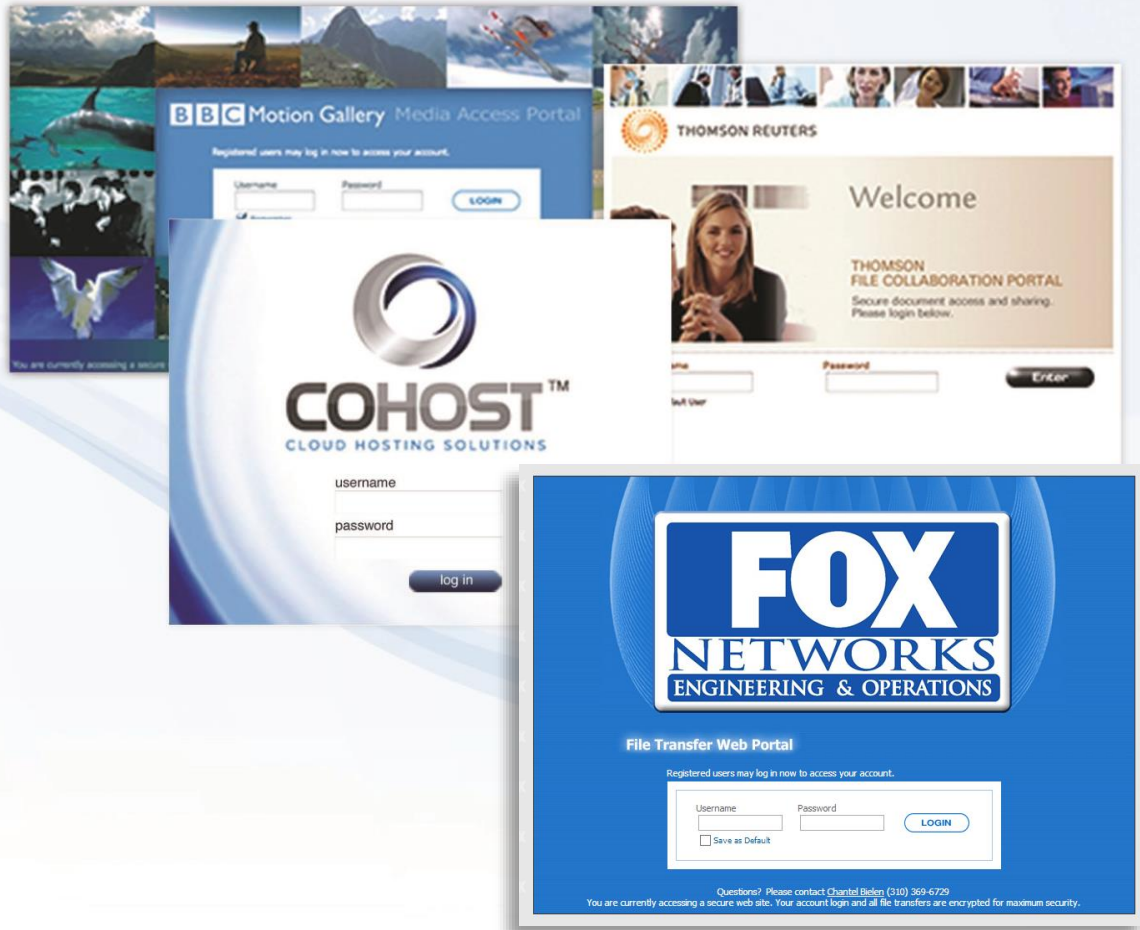 BBC Motion Gallery Media Access Portal
Registered users may log in now to access your account.
Username Password
LOGIN
You are currently accessing a secure
THOMSON REUTERS
Welcome
THOMSON
FILE COLLABORATION PORTAL
Secure document access and sharing.
Please login below.
ame Password
Enter
ault User
COHOST™
CLOUD HOSTING SOLUTIONS
username
password
log in
FOX
NETWORKS
ENGINEERING & OPERATIONS
File Transfer Web Portal
Registered users may log in now to access your account.
Username Password
LOGIN
Save as Default
Questions? Please contact Chantel Bielen (310) 369-6729
You are currently accessing a secure web site. Your account login and all file transfers are encrypted for maximum security.